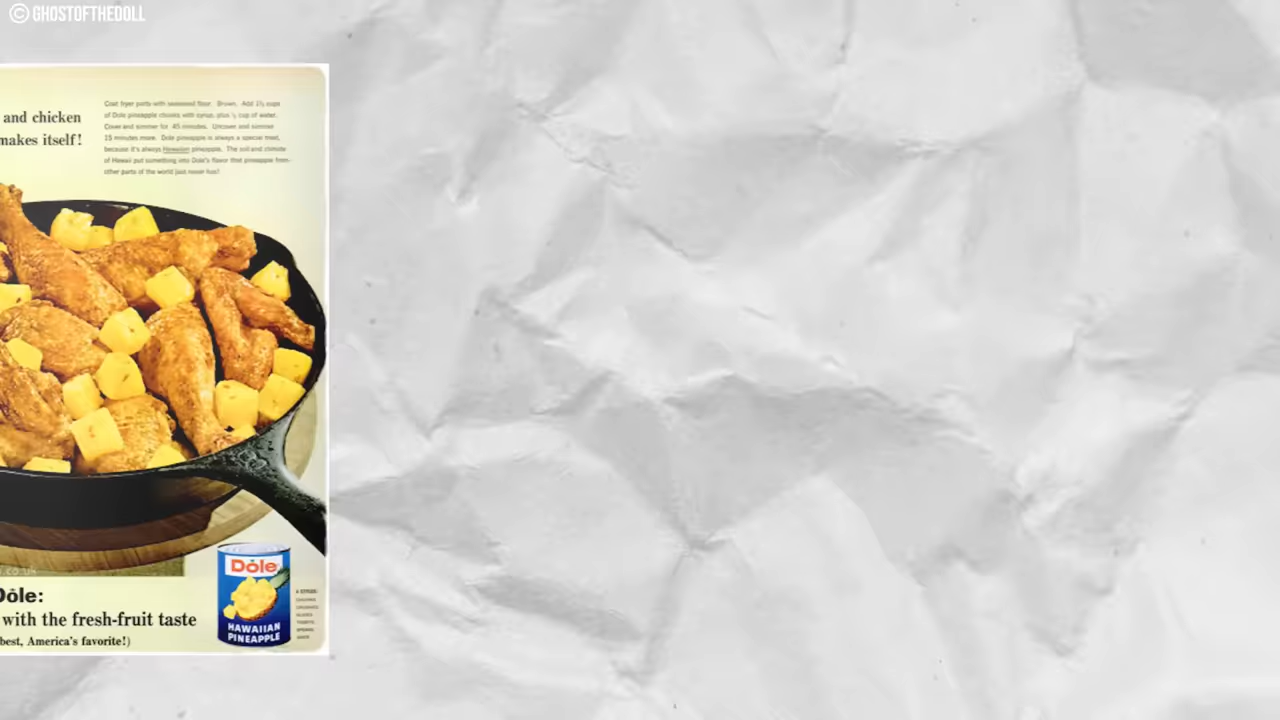 © GHOSTOFTHEDOLL
and chicken
makes itself!
Coat fryer parts with seasoned flour. Brown. Add 1½ cups
of Dole pineapple chunks with syrup, plus ½ cup of water.
Cover and simmer for 45 minutes. Uncover and simmer
15 minutes more. Dole pineapple is always a special treat,
because it's always Hawaiian pineapple. The soil and climate
of Hawaii put something into Dole's flavor that pineapple from
other parts of the world just never has!
.co.uk
Dole:
with the fresh-fruit taste
best, America's favorite!)
Dole
HAWAIIAN
PINEAPPLE